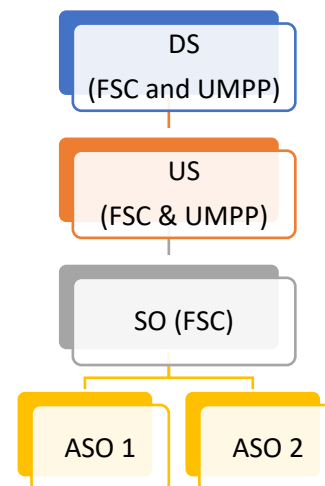 DS
(FSC and UMPP)
US
(FSC & UMPP)
SO (FSC)
ASO 1
ASO 2